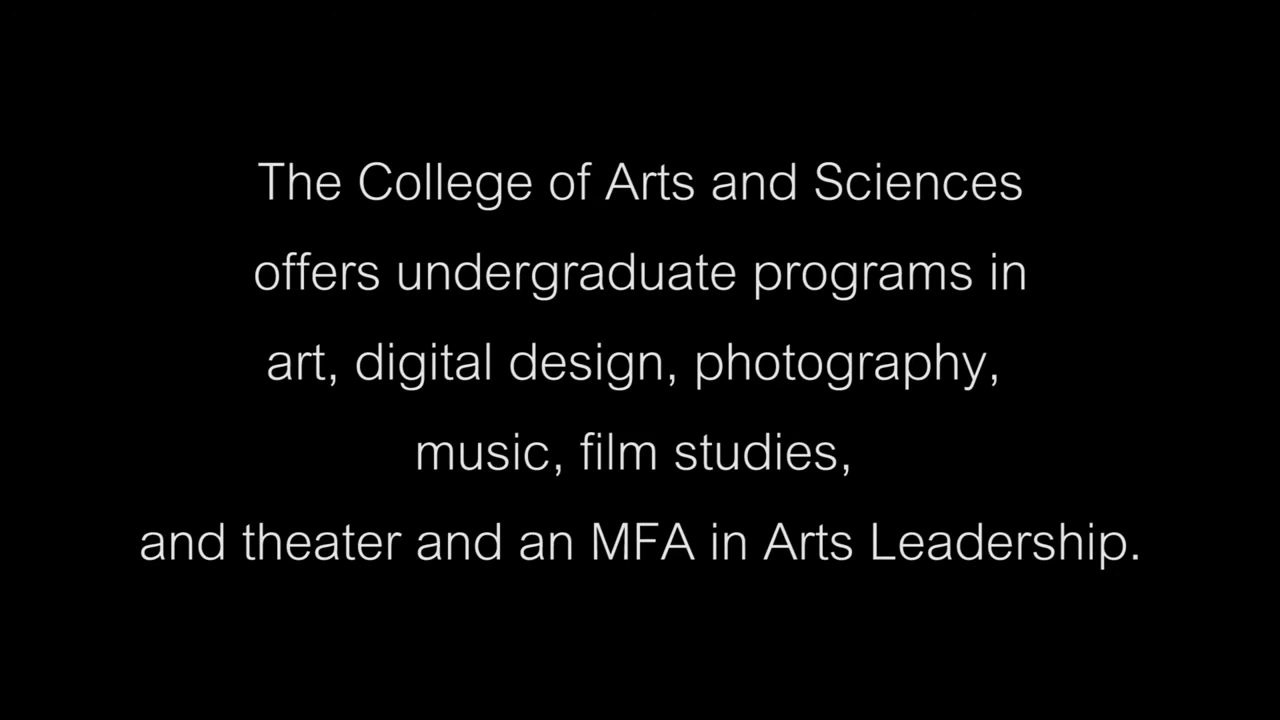 The College of Arts and Sciences
offers undergraduate programs in
art, digital design, photography,
music, film studies,
and theater and an MFA in Arts Leadership.